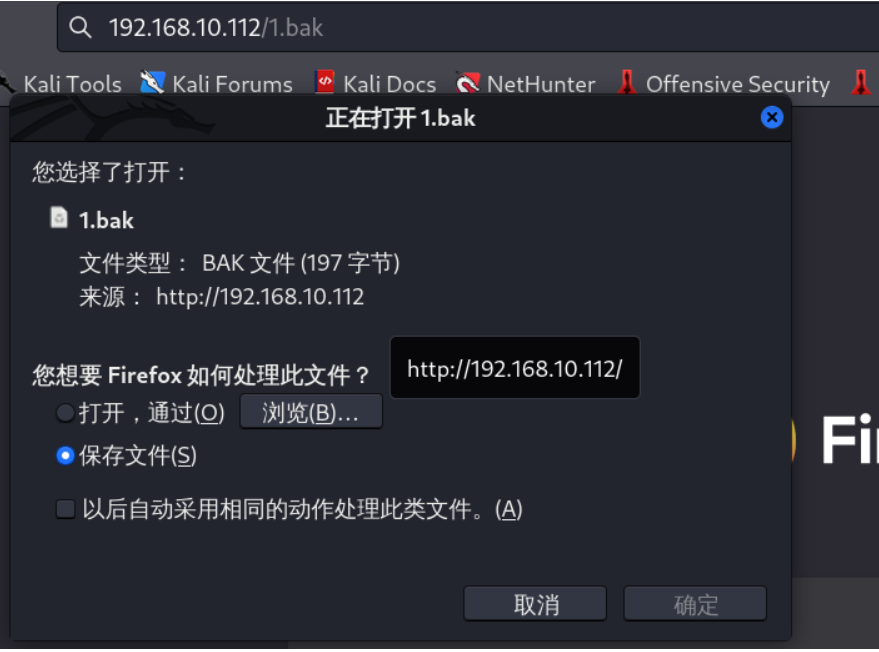 192.168.10.112/1.bak
Kali Tools Kali Forums Kali Docs NetHunter Offensive Security
正在打开 1.bak
您选择了打开：
1.bak
文件类型： BAK 文件 (197 字节)
来源： http://192.168.10.112
http://192.168.10.112/
您想要 Firefox 如何处理此文件？
打开，通过(O) 浏览(B)...
Fi
保存文件(S)
以后自动采用相同的动作处理此类文件。(A)
取消 确定